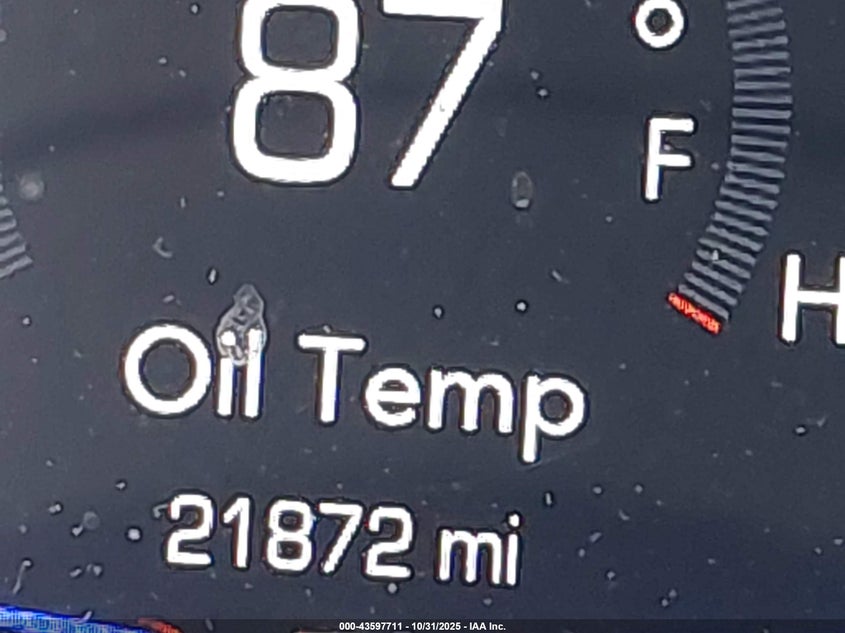 87 °F
Oil Temp
H
21872 mi
000-43597711 - 10/31/2025 - IAA Inc.